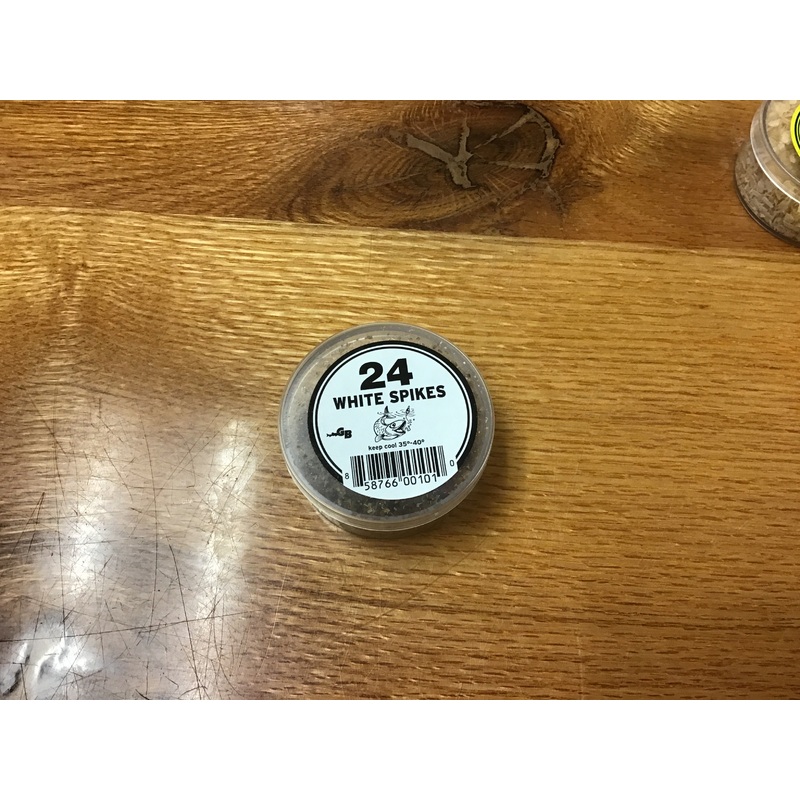 24
WHITE SPIKES
GB
keep cool 35°-40°
8 58766 00101 0